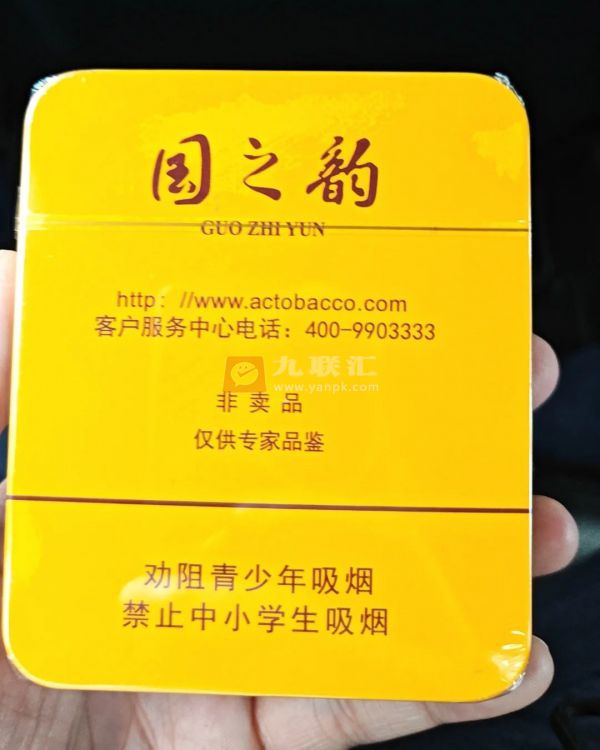 国之韵
GUO ZHI YUN
http: //www.actobacco.com
客户服务中心电话：400-9903333
九联汇
www.yanpk.com
非卖品
仅供专家品鉴
劝阻青少年吸烟
禁止中小学生吸烟